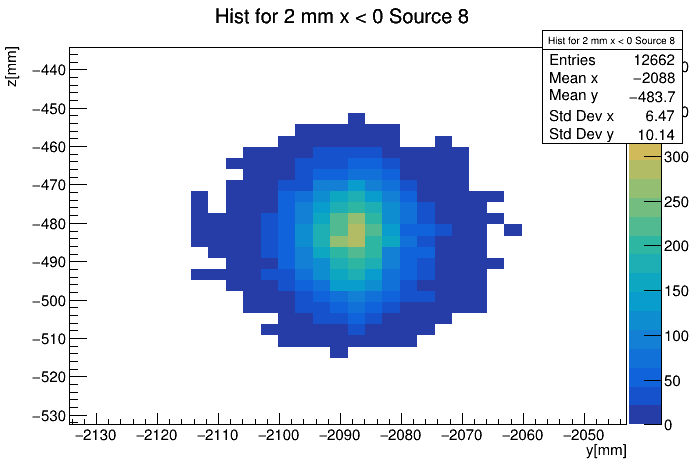 Hist for 2 mm x < 0 Source 8
Hist for 2 mm x < 0 Source 8
Entries 12662
Mean x −2088
Mean y −483.7
Std Dev x 6.47
Std Dev y 10.14
z[mm]
−440
−450
−460
−470
−480
−490
−500
−510
−520
−530
−2130 −2120 −2110 −2100 −2090 −2080 −2070 −2060 −2050
y[mm]
300
250
200
150
100
50
0